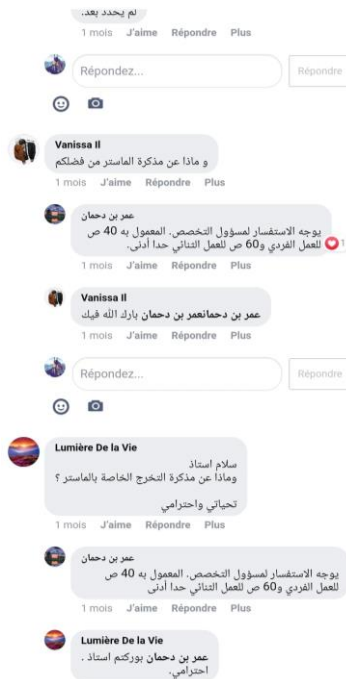 لم يحدد بعد.
1 mois J'aime Répondre Plus
Répondez...
Répondre
Vanissa Il
و ماذا عن مذكرة الماستر من فضلكم
1 mois J'aime Répondre Plus
عمر بن دحمان
يوجه الاستفسار لمسؤول التخصص. المعمول به 40 ص
للعمل الفردي و60 ص للعمل الثنائي حدا أدنى.
1
1 mois J'aime Répondre Plus
Vanissa Il
عمر بن دحمانعمر بن دحمان بارك الله فيك
1 mois J'aime Répondre Plus
Répondez...
Répondre
Lumière De la Vie
سلام استاذ
وماذا عن مذكرة التخرج الخاصة بالماستر ؟
تحياتي واحترامي
1 mois J'aime Répondre Plus
عمر بن دحمان
يوجه الاستفسار لمسؤول التخصص. المعمول به 40 ص
للعمل الفردي و60 ص للعمل الثنائي حدا أدنى
1 mois J'aime Répondre Plus
Lumière De la Vie
عمر بن دحمان بوركتم استاذ .
احترامي.